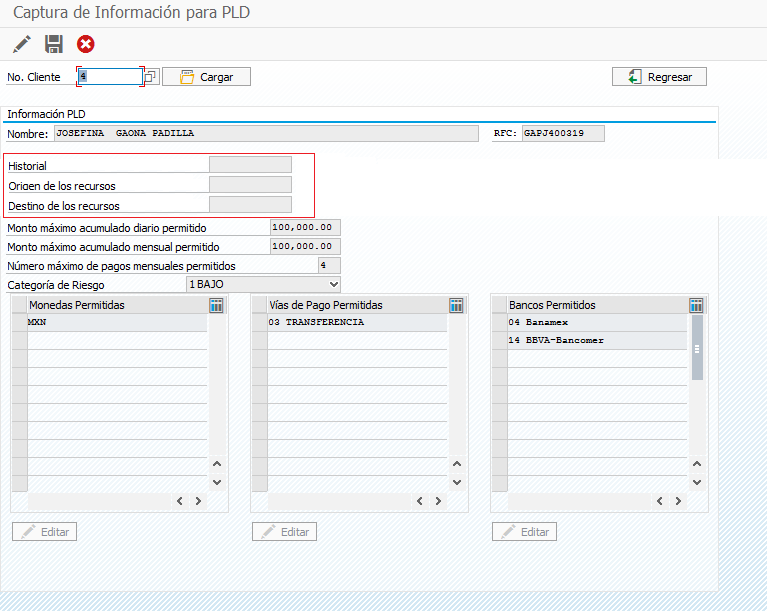 Captura de Información para PLD
No. Cliente 4 Cargar Regresar
Información PLD
Nombre: JOSEFINA GAONA PADILLA RFC: GAPJ400319
Historial
Origen de los recursos
Destino de los recursos
Monto máximo acumulado diario permitido 100,000.00
Monto máximo acumulado mensual permitido 100,000.00
Número máximo de pagos mensuales permitidos 4
Categoría de Riesgo 1 BAJO
Monedas Permitidas Vías de Pago Permitidas Bancos Permitidos
MXN 03 TRANSFERENCIA 04 Banamex
14 BBVA-Bancomer
Editar Editar Editar